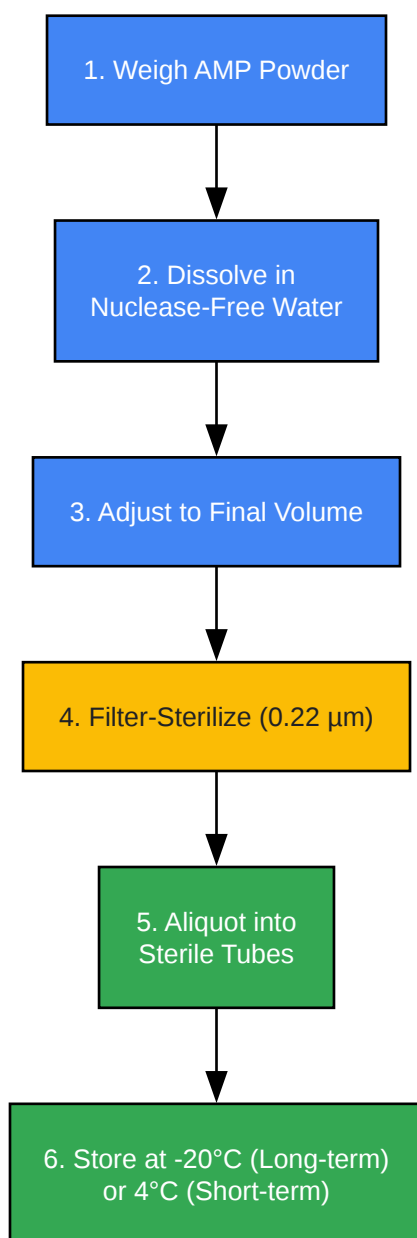 1. Weigh AMP Powder
2. Dissolve in
Nuclease-Free Water
3. Adjust to Final Volume
4. Filter-Sterilize (0.22 µm)
5. Aliquot into
Sterile Tubes
6. Store at -20°C (Long-term)
or 4°C (Short-term)